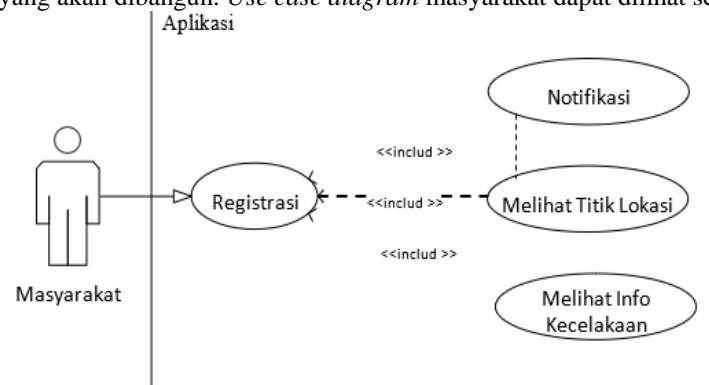 yang akan dibangun. Use case diagram masyarakat dapat dilihat se
Aplikasi
Notifikasi
<<includ >>
Registrasi
<<includ >>
Melihat Titik Lokasi
<<includ >>
Masyarakat
Melihat Info
Kecelakaan